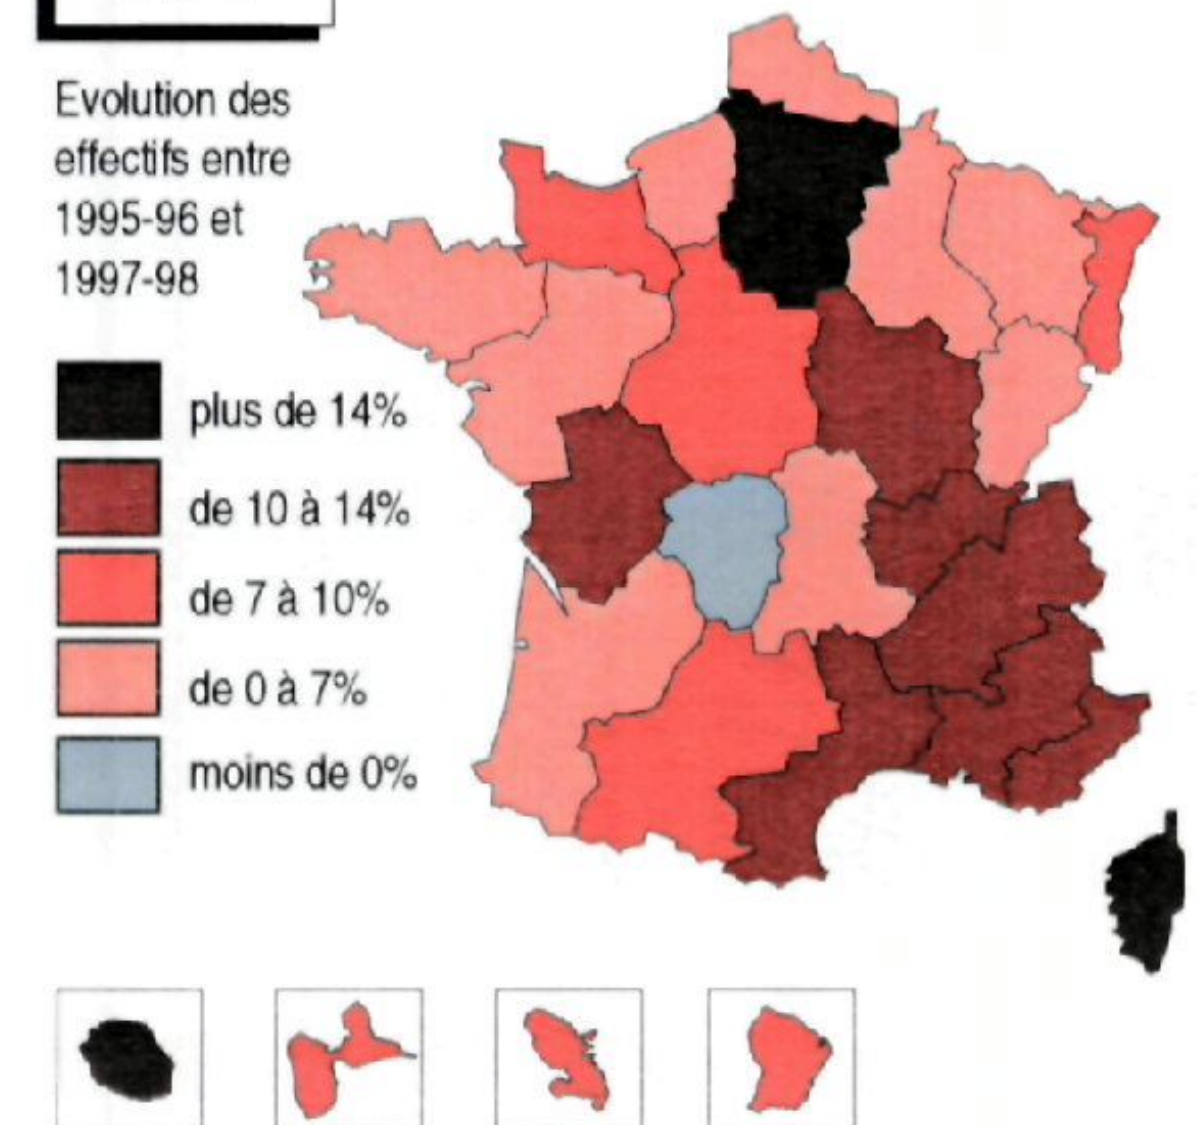 Evolution des
effectifs entre
1995-96 et
1997-98
plus de 14%
de 10 à 14%
de 7 à 10%
de 0 à 7%
moins de 0%